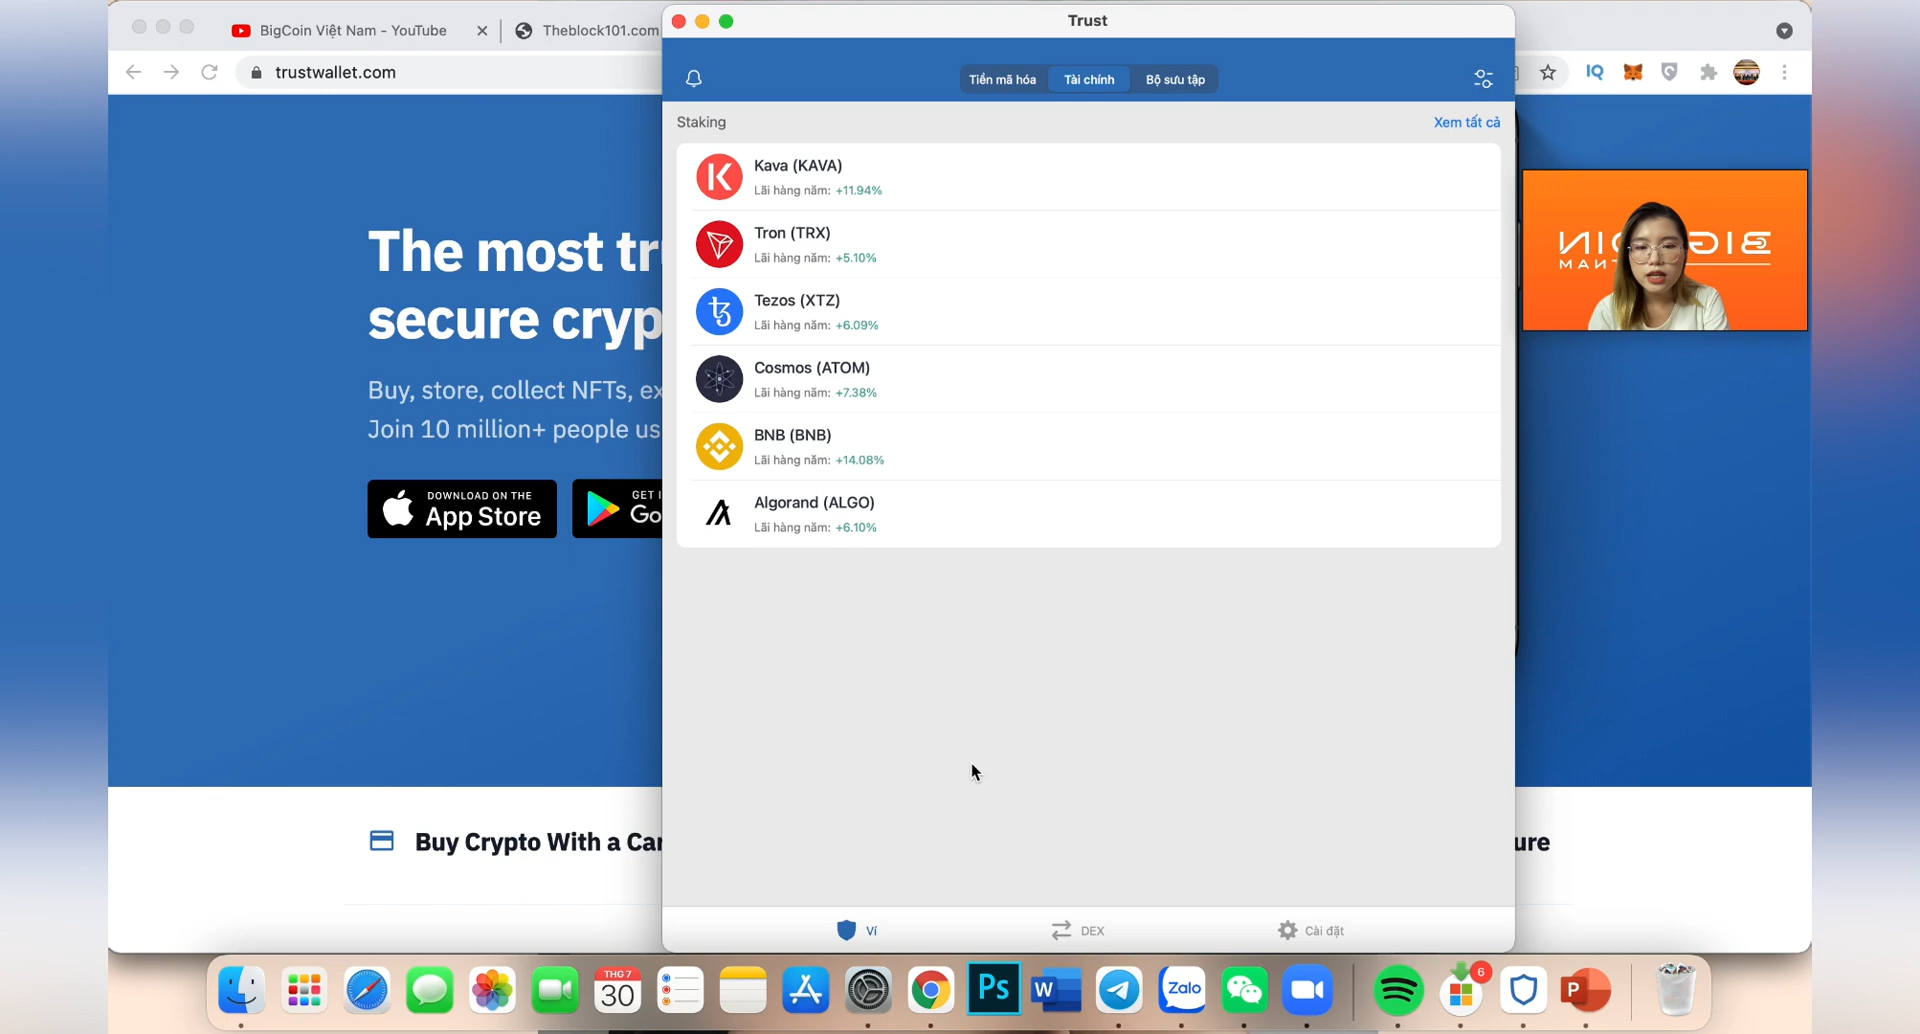 BigCoin Việt Nam - YouTube
Theblock101.com
trustwallet.com
IQ
The most tr
secure cryp
Buy, store, collect NFTs, ex
Join 10 million+ people us
DOWNLOAD ON THE
App Store
GET I
Go
Buy Crypto With a Car
ure
Trust
Tiền mã hóa
Tài chính
Bộ sưu tập
Staking
Xem tất cả
Kava (KAVA)
Lãi hàng năm: +11.94%
Tron (TRX)
Lãi hàng năm: +5.10%
Tezos (XTZ)
Lãi hàng năm: +6.09%
Cosmos (ATOM)
Lãi hàng năm: +7.38%
BNB (BNB)
Lãi hàng năm: +14.08%
Algorand (ALGO)
Lãi hàng năm: +6.10%
Ví
DEX
Cài đặt
THG 7
30
Ps
W
Zalo
6
P